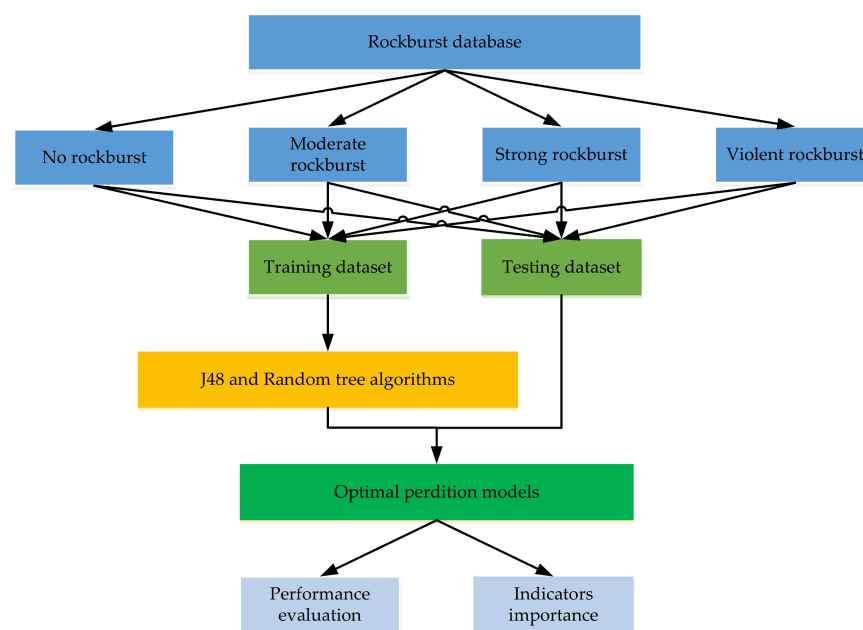 Rockburst database
No rockburst
Moderate
rockburst
Strong rockburst
Violent rockburst
Training dataset
Testing dataset
J48 and Random tree algorithms
Optimal perdition models
Performance
evaluation
Indicators
importance